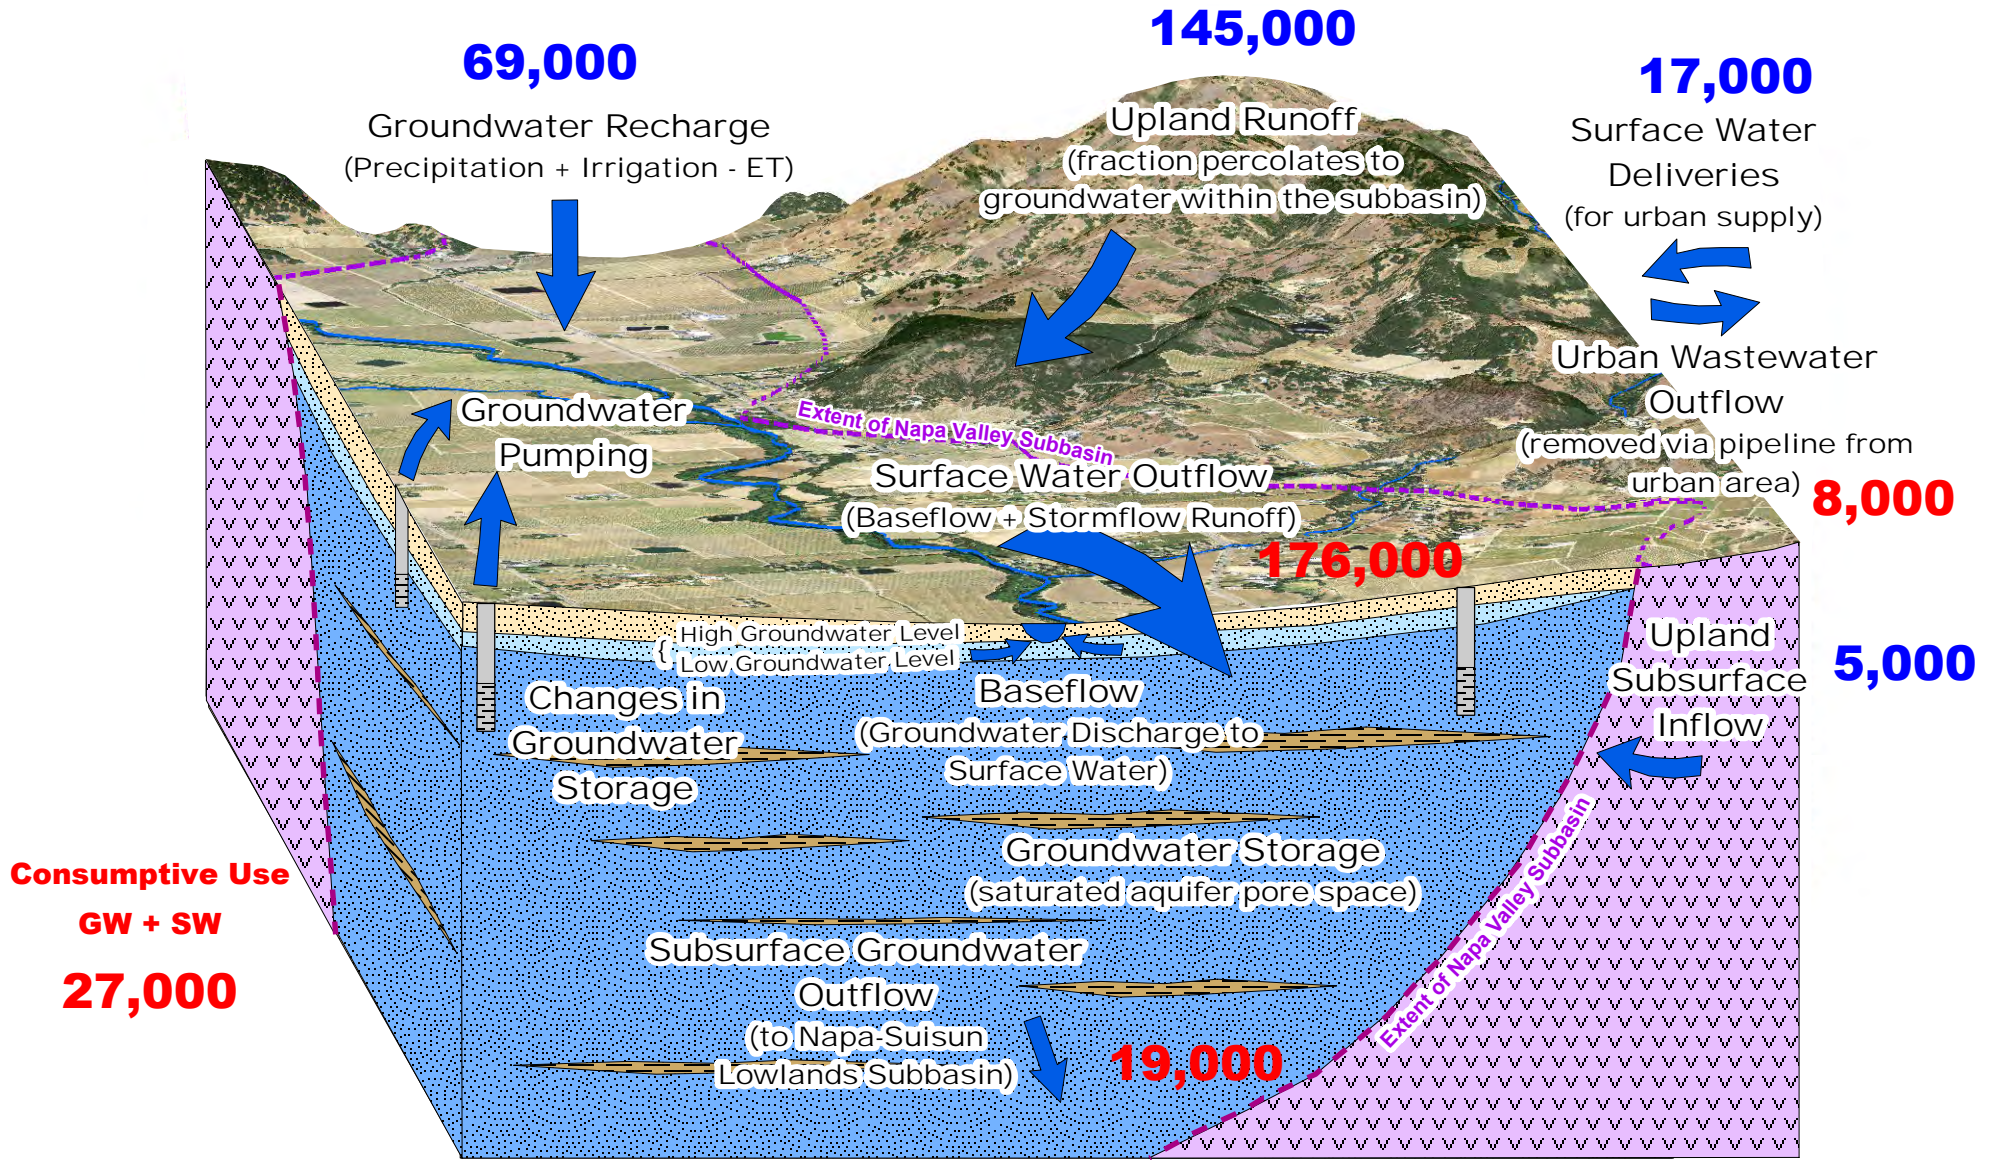 69,000
Groundwater Recharge
(Precipitation + Irrigation - ET)
145,000
Upland Runoff
(fraction percolates to
groundwater within the subbasin)
17,000
Surface Water
Deliveries
(for urban supply)
Urban Wastewater
Outflow
(removed via pipeline from
urban area)
8,000
Groundwater
Pumping
Extent of Napa Valley Subbasin
Surface Water Outflow
(Baseflow + Stormflow Runoff)
176,000
{ High Groundwater Level
Low Groundwater Level
Upland
Subsurface
Inflow
5,000
Changes in
Groundwater
Storage
Baseflow
(Groundwater Discharge to
Surface Water)
Groundwater Storage
(saturated aquifer pore space)
Extent of Napa Valley Subbasin
Consumptive Use
GW + SW
27,000
Subsurface Groundwater
Outflow
(to Napa-Suisun
Lowlands Subbasin)
19,000